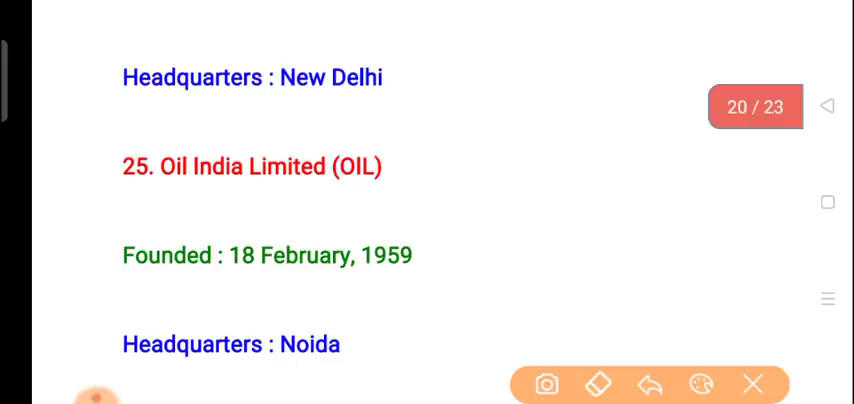 Headquarters : New Delhi
20 / 23
25. Oil India Limited (OIL)
Founded : 18 February, 1959
Headquarters : Noida